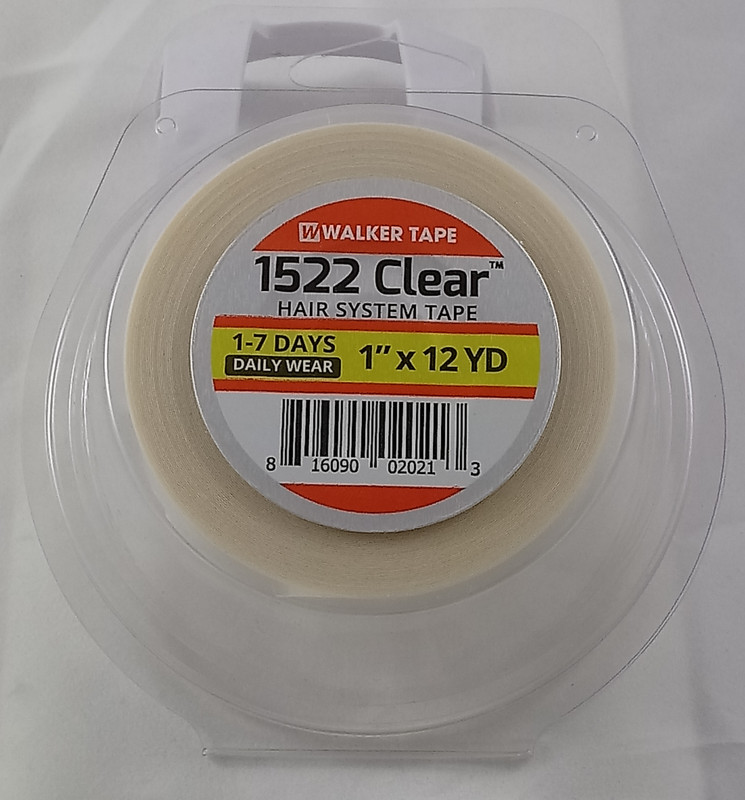 W WALKER TAPE
1522 Clear™
HAIR SYSTEM TAPE
1-7 DAYS
DAILY WEAR
1" x 12 YD
8 16090 02021 3